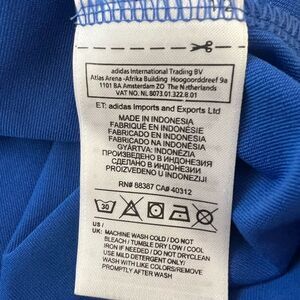 adidas International Trading BV
Atlas Arena -Afrika Building Hoogoorddreef 9a
1101 BA Amsterdam ZO The Netherlands
VAT NO. NL 8073.01.322.B.01
ET: adidas Imports and Exports Ltd
MADE IN INDONESIA
FABRIQUÉ EN INDONÉSIE
FABRICADO EN INDONESIA
FABRICADO NA INDONÉSIA
GYÁRTVA: INDONÉZIA
ПРОИЗВЕДЕНО В ИНДОНЕЗИЯ
СДЕЛАНО В ИНДОНЕЗИИ
PROIZVEDENO U INDONEZIJI
RN# 88387 CA# 40312
30
US /
UK: MACHINE WASH COLD / DO NOT
BLEACH / TUMBLE DRY LOW / COOL
IRON IF NEEDED / DO NOT DRYCLEAN
USE MILD DETERGENT ONLY/
WASH WITH LIKE COLORS/REMOVE
PROMPTLY AFTER WASH